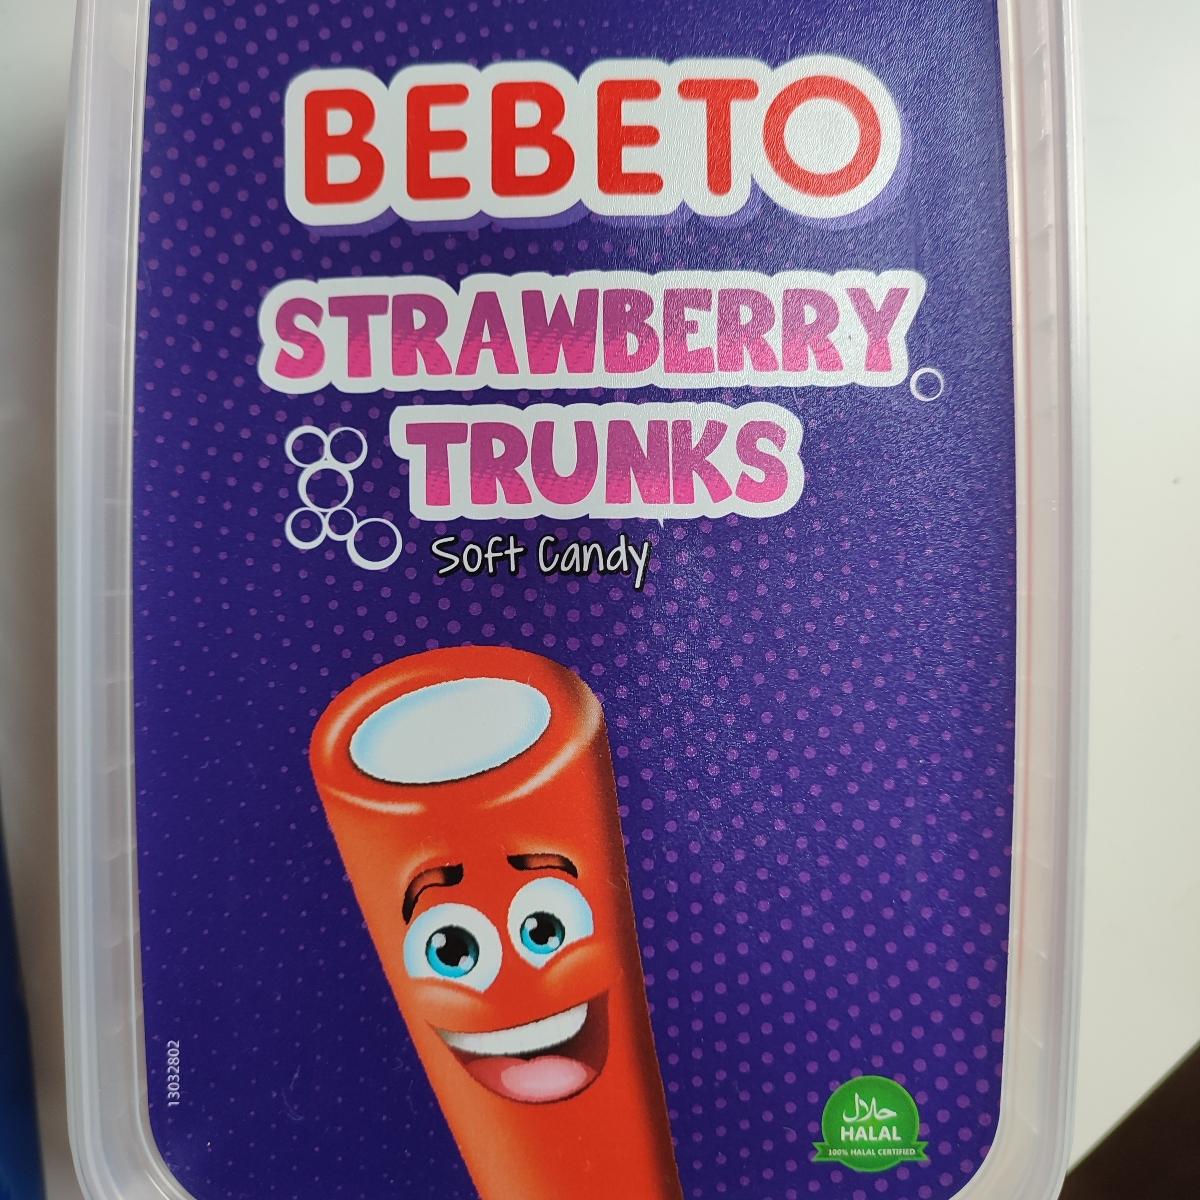 BEBETO
STRAWBERRY
TRUNKS
Soft Candy
13032802
حلال
HALAL
100% HALAL CERTIFIED